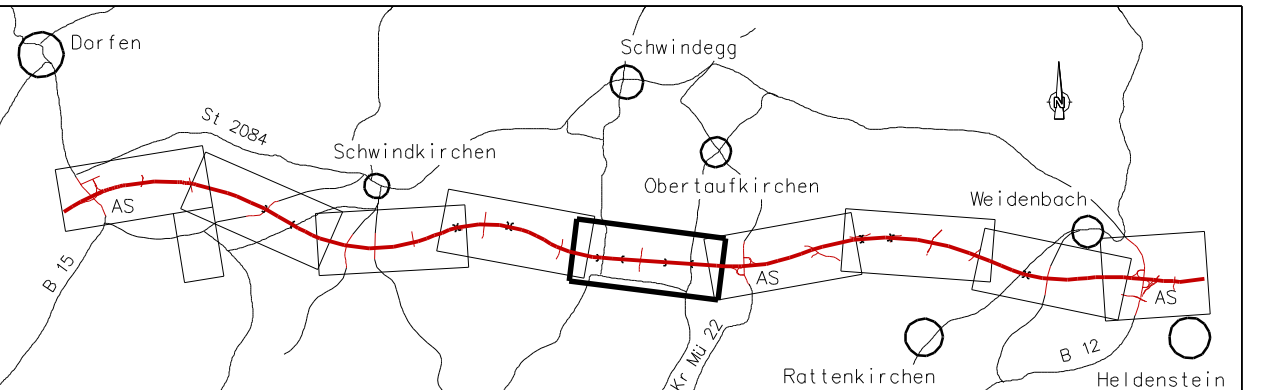 Dorfen
Schwindegg
N
St 2084
Schwindkirchen
Obertaufkirchen
Weidenbach
AS
B 15
AS
AS
Kr Mü 22
B 12
Rattenkirchen
Heldenstein